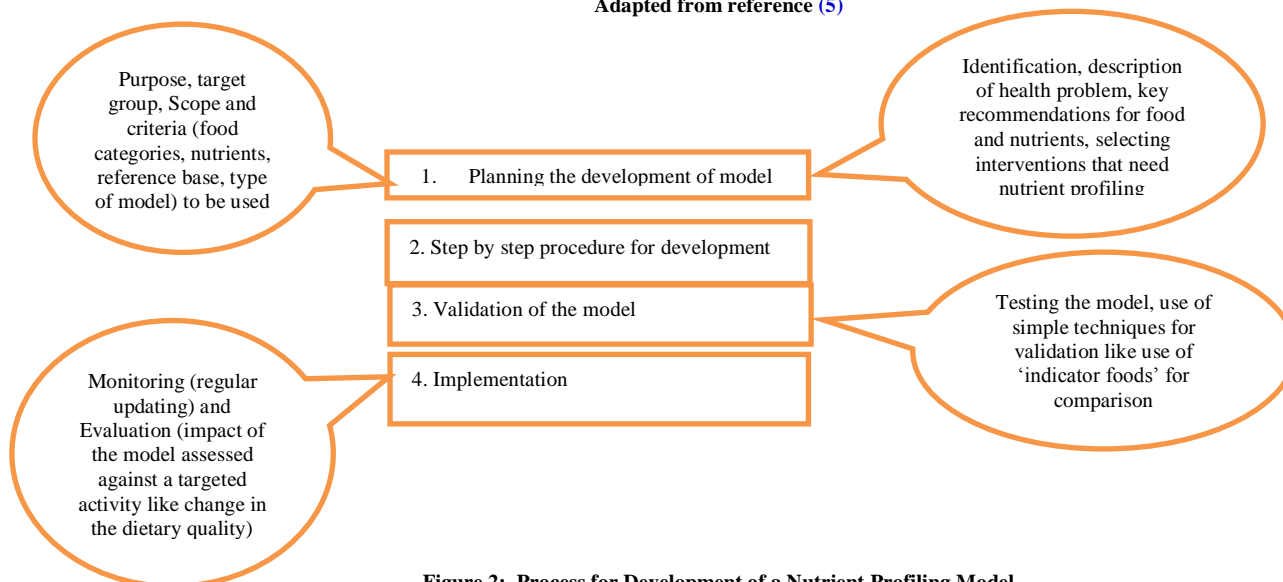 Adapted from reference (5)
Purpose, target
group, Scope and
criteria (food
categories, nutrients,
reference base, type
of model) to be used
Identification, description
of health problem, key
recommendations for food
and nutrients, selecting
interventions that need
nutrient profiling
1. Planning the development of model
2. Step by step procedure for development
3. Validation of the model
Testing the model, use of
simple techniques for
validation like use of
‘indicator foods’ for
comparison
4. Implementation
Monitoring (regular
updating) and
Evaluation (impact of
the model assessed
against a targeted
activity like change in
the dietary quality)
Figure 2: Process for Development of a Nutrient Profiling Model